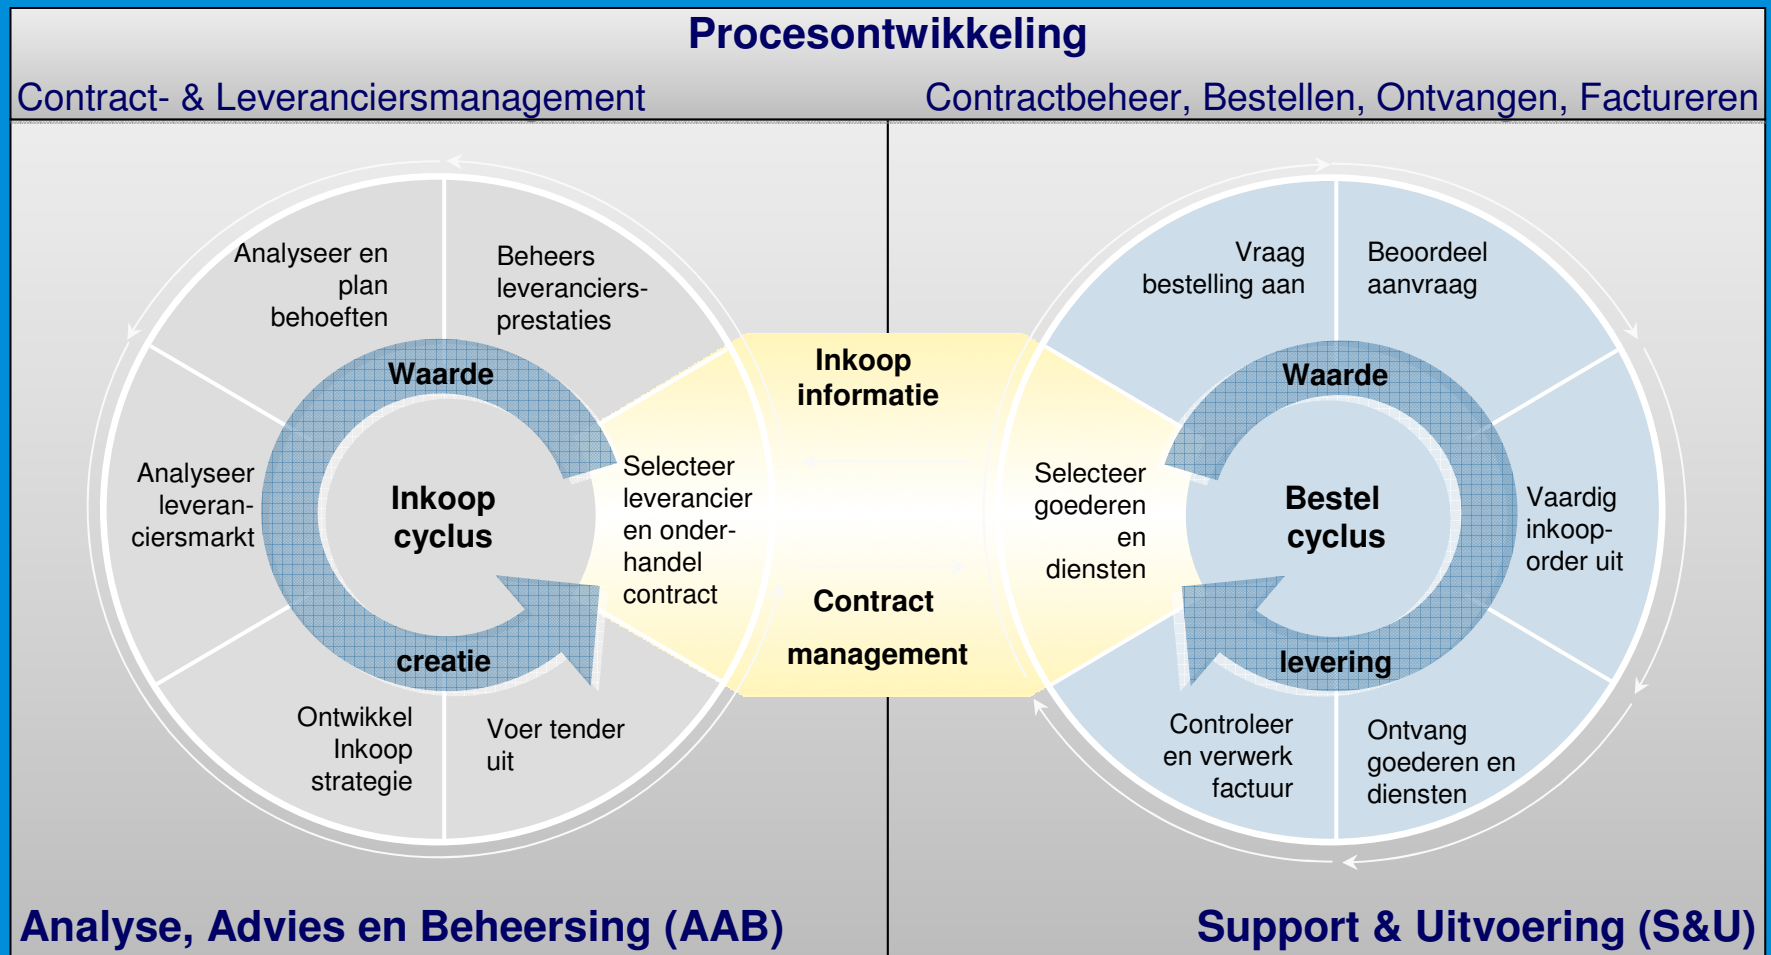 Procesontwikkeling
Contract- & Leveranciersmanagement
Contractbeheer, Bestellen, Ontvangen, Factureren
Analyseer en
plan
behoeften
Beheers
leveranciers-
prestaties
Waarde
Analyseer
leveran-
ciersmarkt
Inkoop
cyclus
Selecteer
leverancier
en onder-
handel
contract
creatie
Ontwikkel
Inkoop
strategie
Voer tender
uit
Inkoop
informatie
Contract
management
Vraag
bestelling aan
Beoordeel
aanvraag
Waarde
Selecteer
goederen
en
diensten
Bestel
cyclus
Vaardig
inkoop-
order uit
levering
Controleer
en verwerk
factuur
Ontvang
goederen en
diensten
Analyse, Advies en Beheersing (AAB)
Support & Uitvoering (S&U)